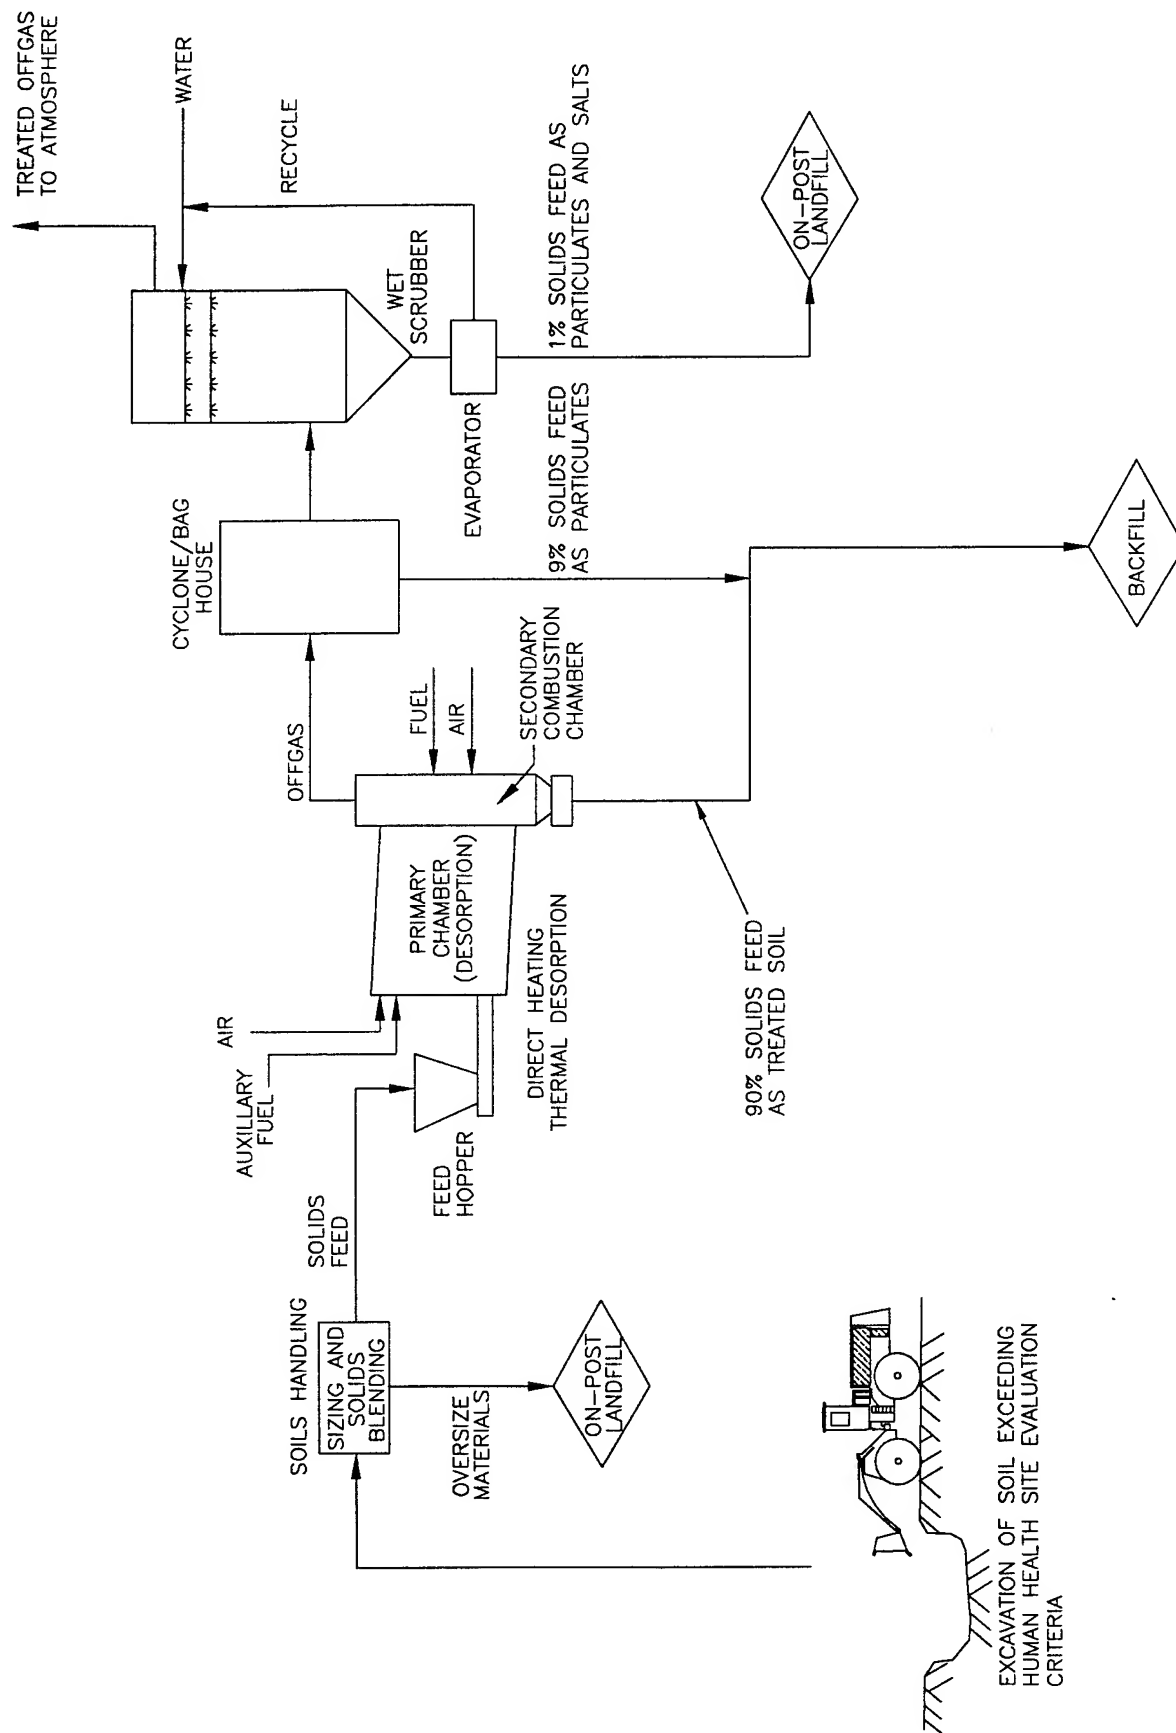 TREATED OFFGAS
TO ATMOSPHERE
WATER
RECYCLE
WET
SCRUBBER
EVAPORATOR
1% SOLIDS FEED AS
PARTICULATES AND SALTS
ON-POST
LANDFILL
CYCLONE/BAG
HOUSE
9% SOLIDS FEED
AS PARTICULATES
BACKFILL
OFFGAS
FUEL
AIR
SECONDARY
COMBUSTION
CHAMBER
PRIMARY
CHAMBER
(DESORPTION)
AIR
AUXILLARY
FUEL
DIRECT HEATING
THERMAL DESORPTION
90% SOLIDS FEED
AS TREATED SOIL
FEED
HOPPER
SOLIDS
FEED
SOILS HANDLING
SIZING AND
SOLIDS
BLENDING
OVERSIZE
MATERIALS
ON-POST
LANDFILL
EXCAVATION OF SOIL EXCEEDING
HUMAN HEALTH SITE EVALUATION
CRITERIA